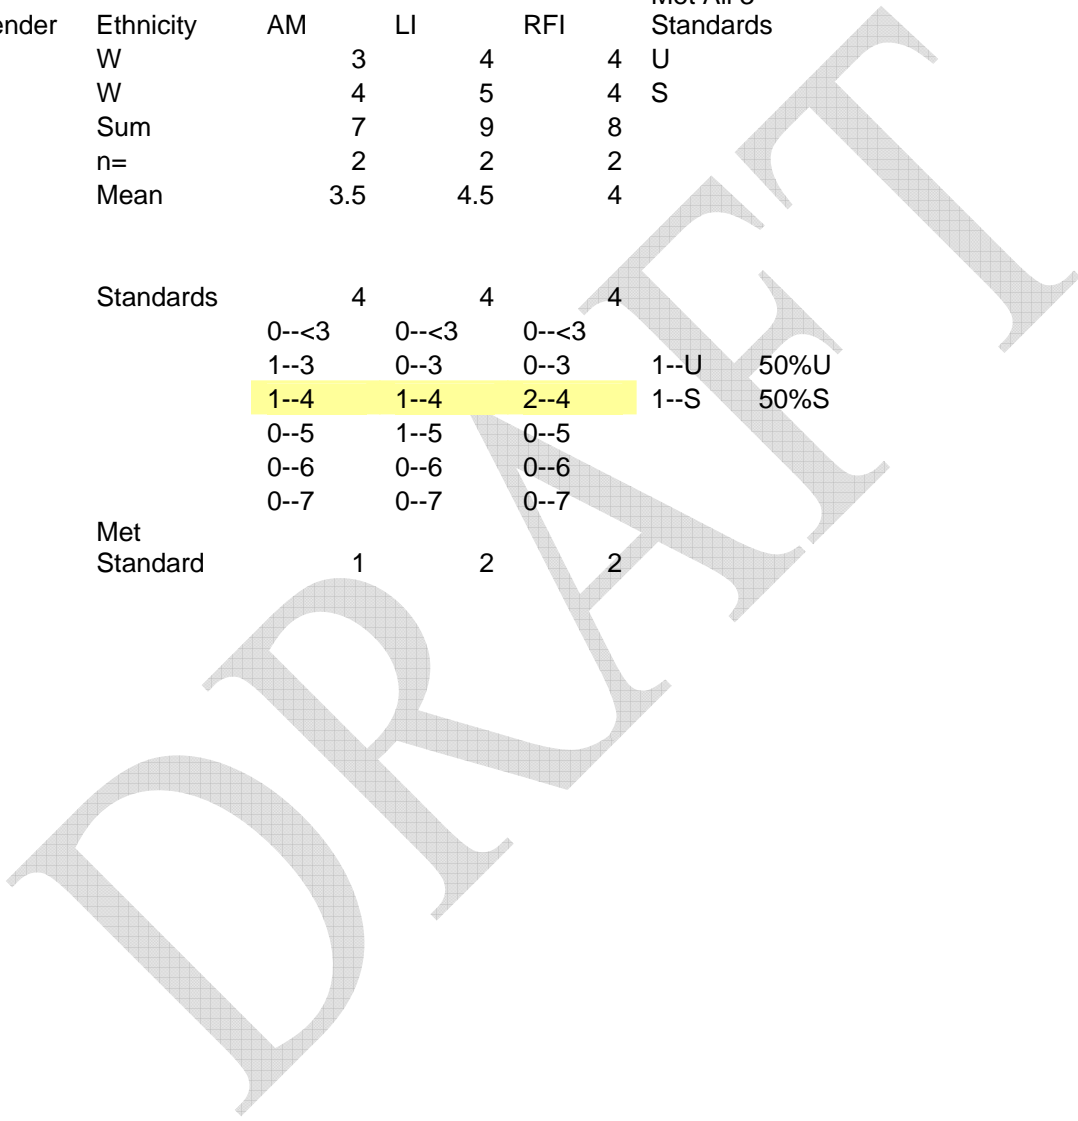 Standards
Ethnicity AM LI RFI
W 3 4 4 U
W 4 5 4 S
Sum 7 9 8
n= 2 2 2
Mean 3.5 4.5 4
Standards 4 4 4
0--<3 0--<3 0--<3
1--3 0--3 0--3 1--U 50%U
1--4 1--4 2--4 1--S 50%S
0--5 1--5 0--5
0--6 0--6 0--6
0--7 0--7 0--7
Met
Standard 1 2 2
DRAFT